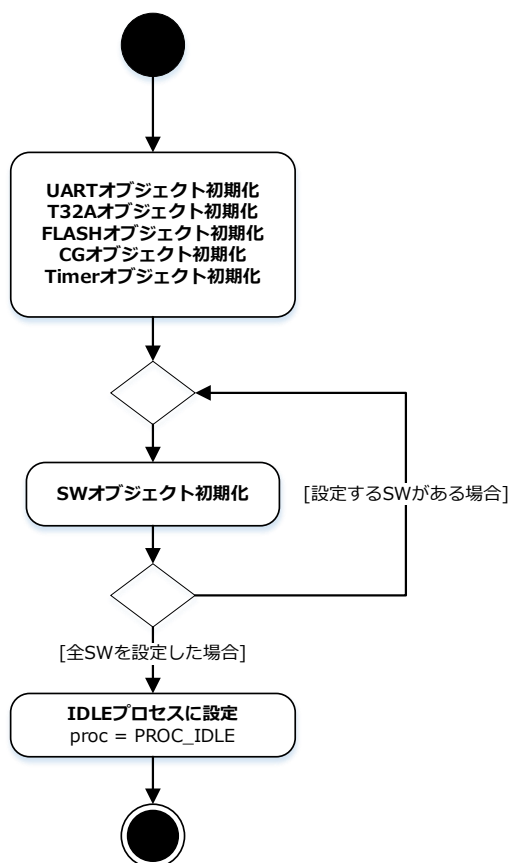 UARTオブジェクト初期化
T32Aオブジェクト初期化
FLASHオブジェクト初期化
CGオブジェクト初期化
Timerオブジェクト初期化
SWオブジェクト初期化
[設定するSWがある場合]
[全SWを設定した場合]
IDLEプロセスに設定
proc = PROC_IDLE